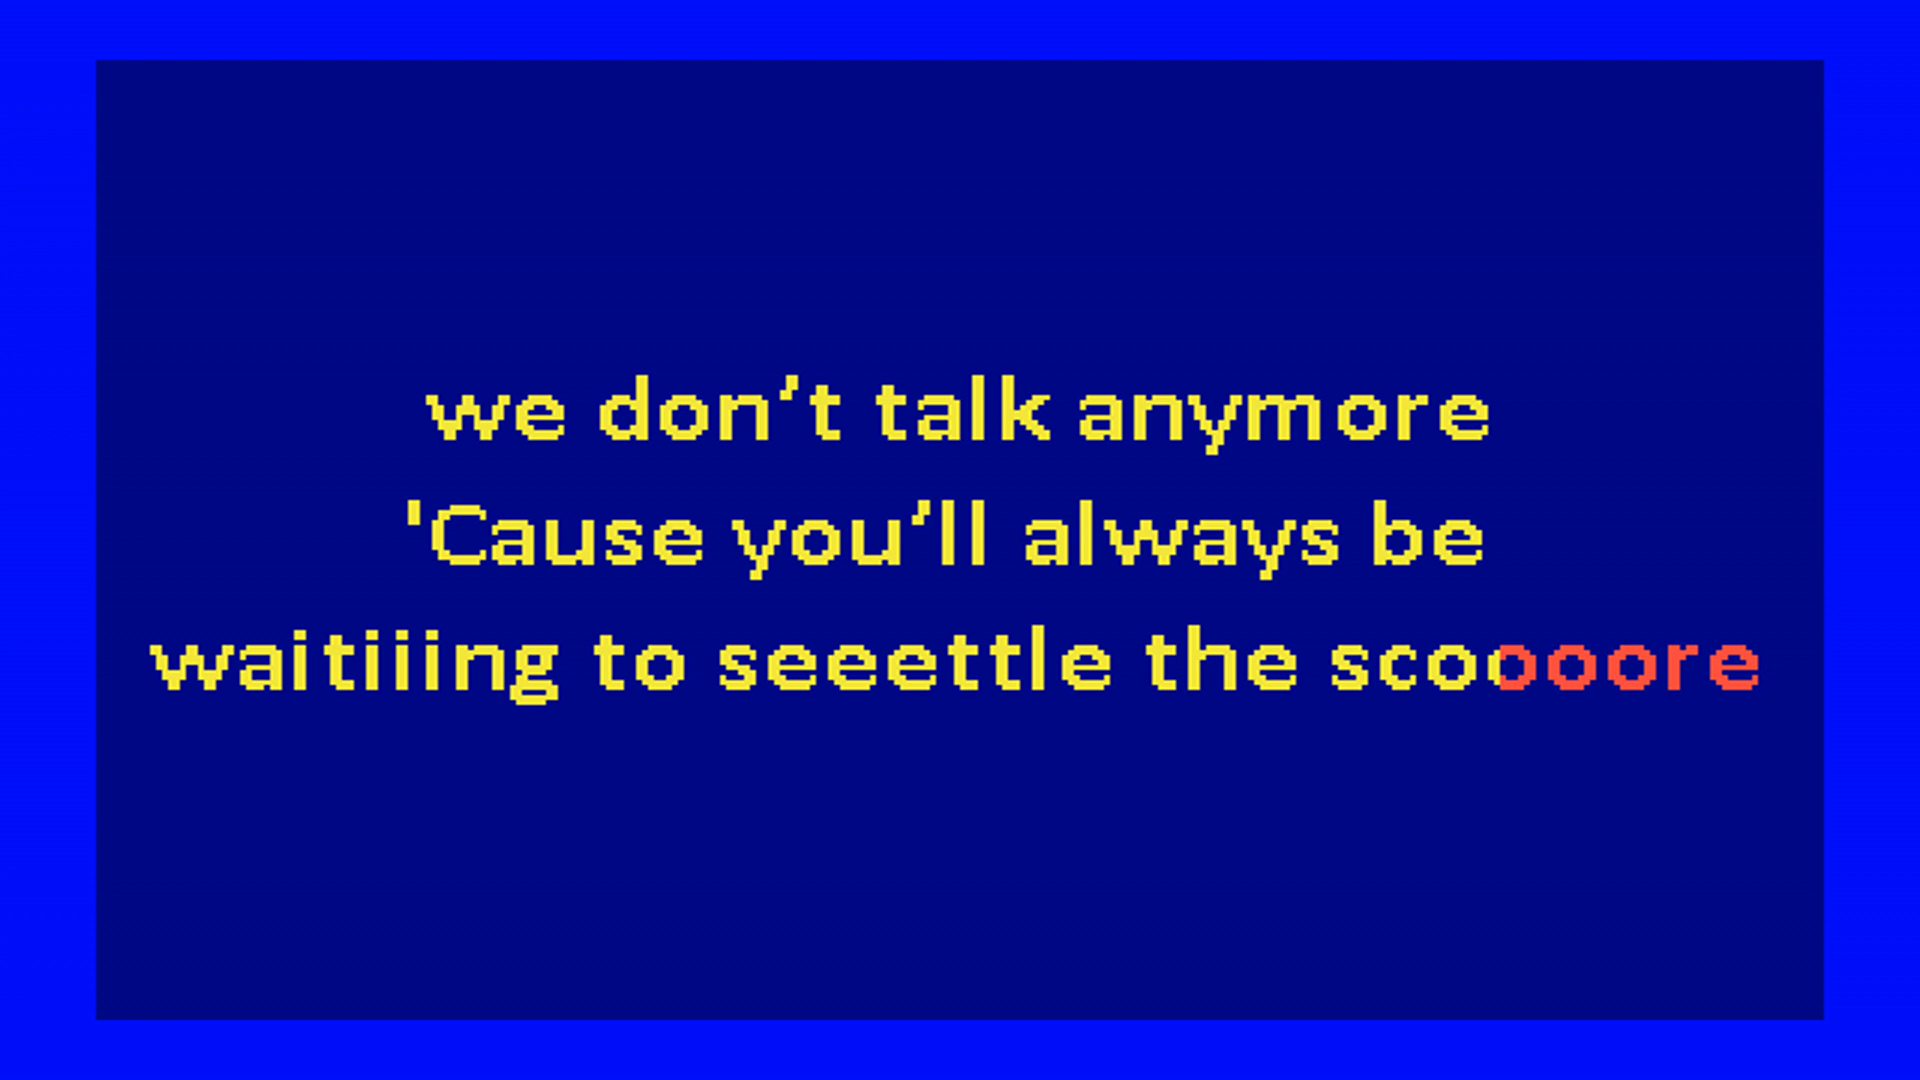 we don’t talk anymore
'Cause you’ll always be
waitiiing to seeettle the scoooore